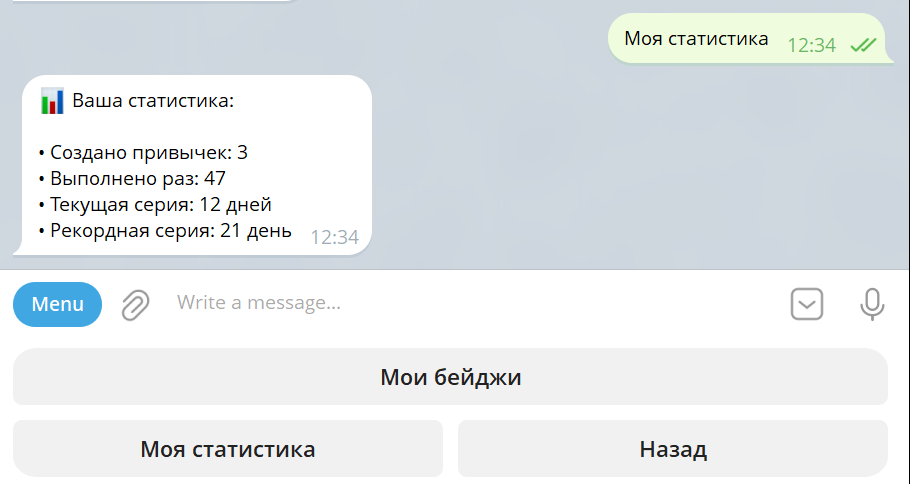 Моя статистика 12:34
📊 Ваша статистика:
• Создано привычек: 3
• Выполнено раз: 47
• Текущая серия: 12 дней
• Рекордная серия: 21 день 12:34
Menu Write a message...
Мои бейджи
Моя статистика Назад